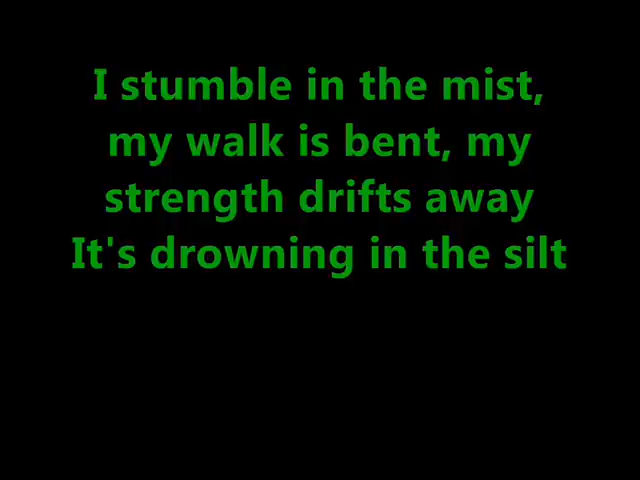 I stumble in the mist,
my walk is bent, my
strength drifts away
It's drowning in the silt